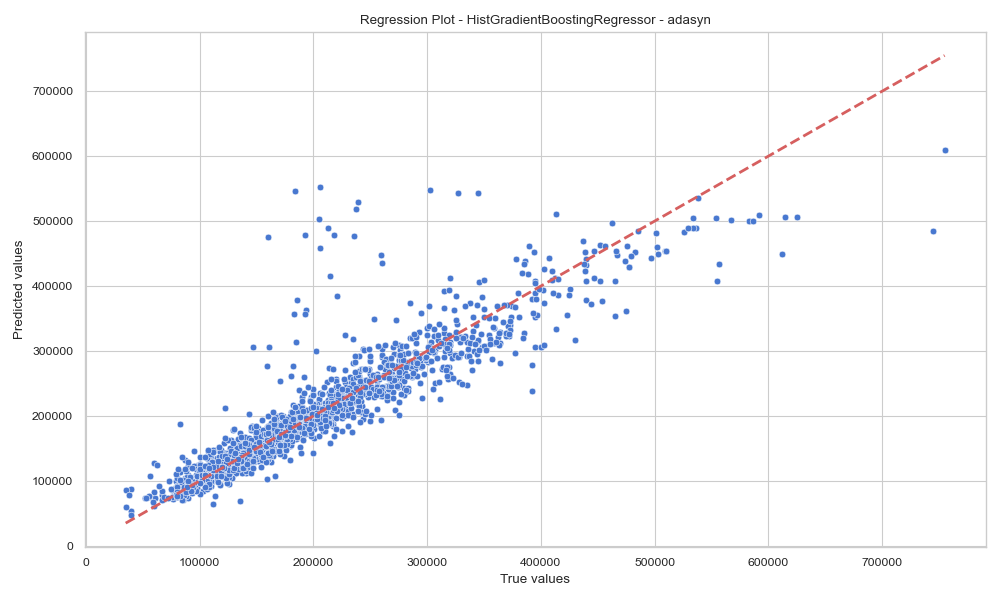 Regression Plot - HistGradientBoostingRegressor - adasyn
Predicted values
700000
600000
500000
400000
300000
200000
100000
0
0 100000 200000 300000 400000 500000 600000 700000
True values